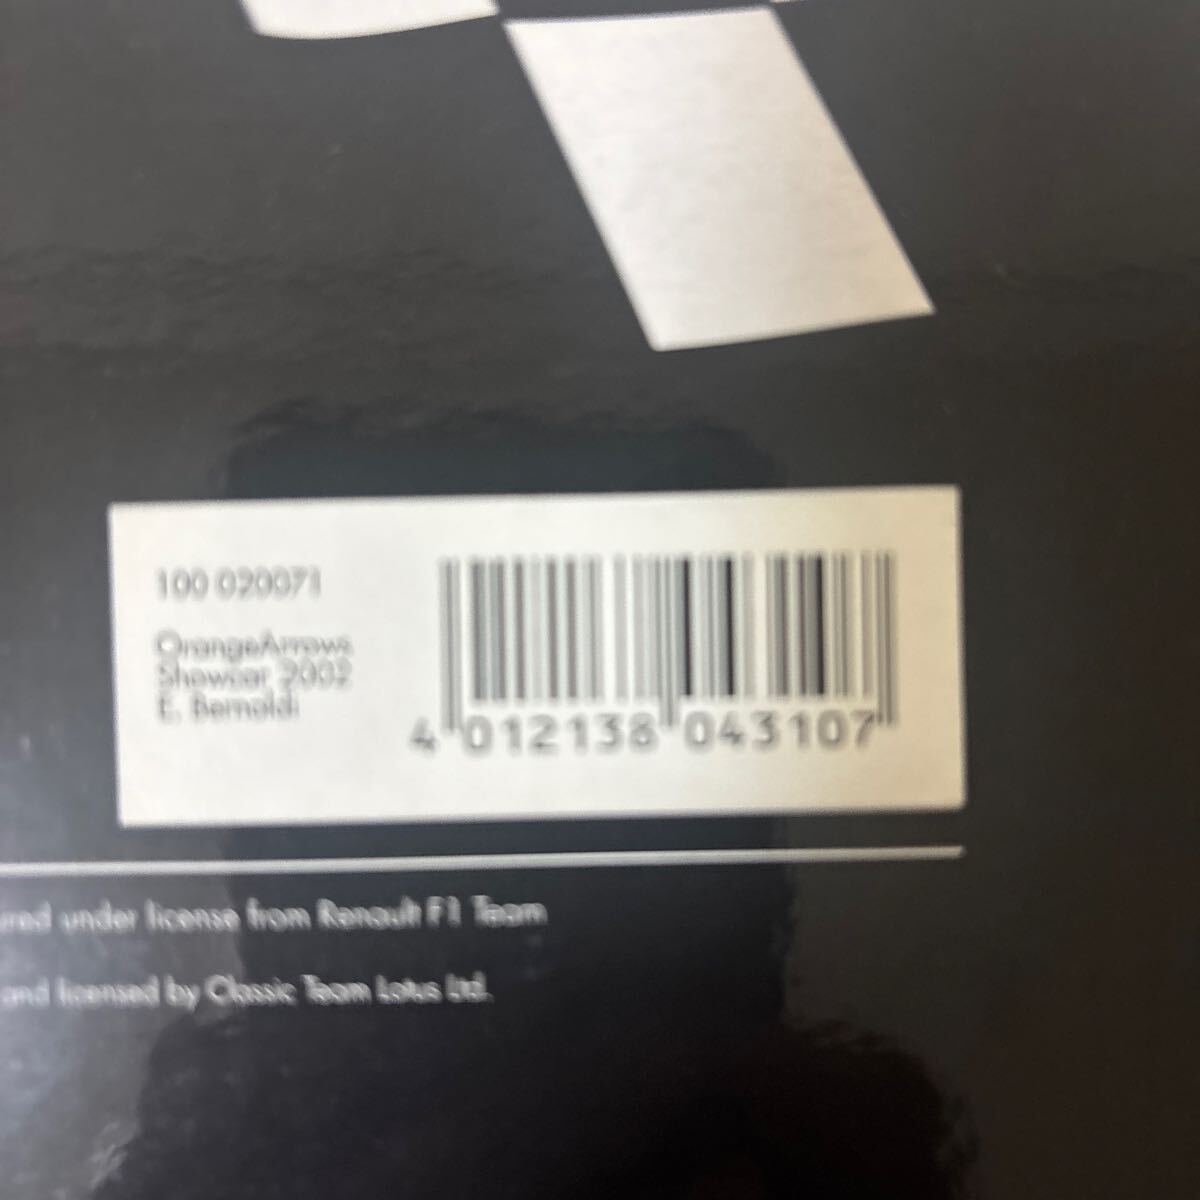 100 020071
OrangeArrows
Showcar 2002
E. Bernoldi
4 012138 043107
under license from Renault F1 Team
and licensed by Classic Team Lotus Ltd.